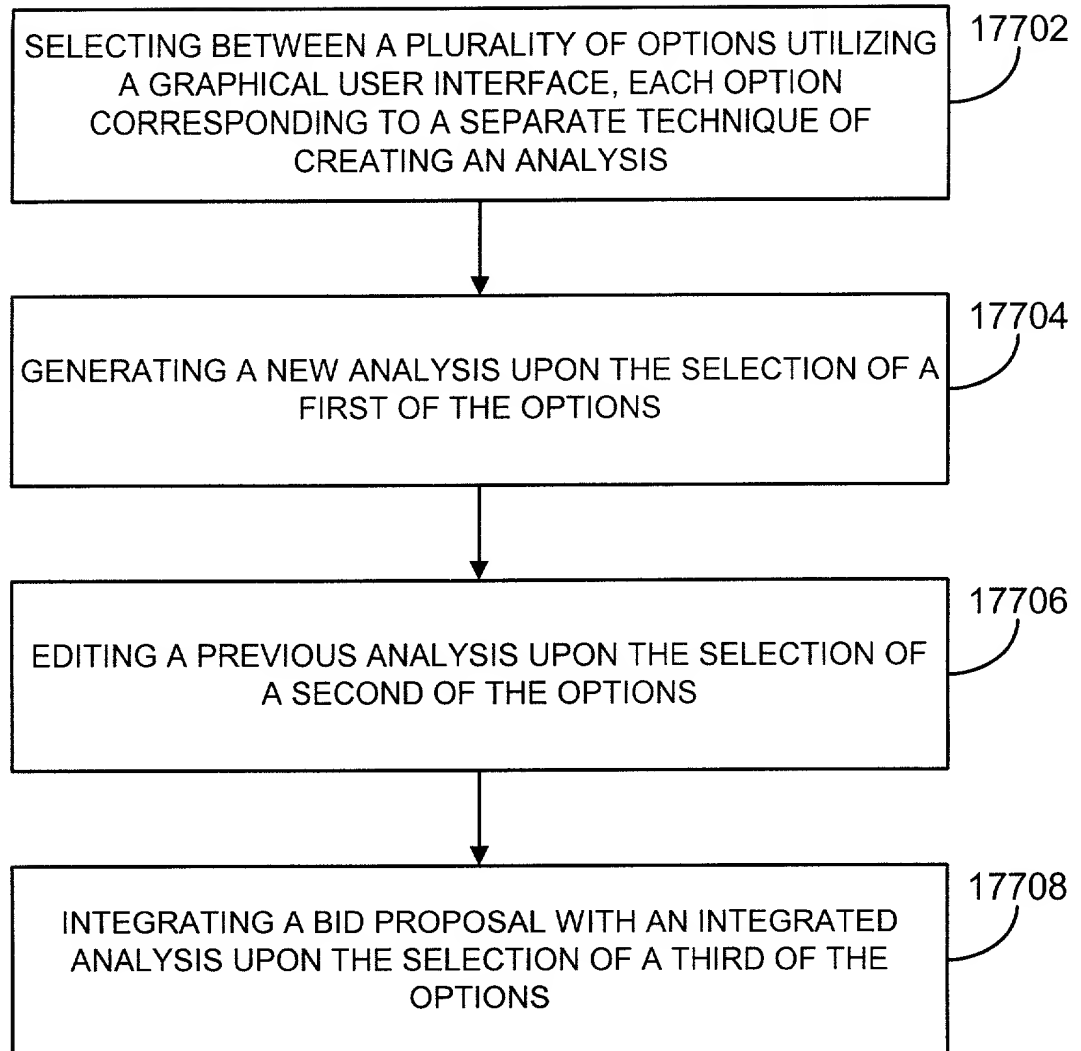 17702
SELECTING BETWEEN A PLURALITY OF OPTIONS UTILIZING
A GRAPHICAL USER INTERFACE, EACH OPTION
CORRESPONDING TO A SEPARATE TECHNIQUE OF
CREATING AN ANALYSIS
17704
GENERATING A NEW ANALYSIS UPON THE SELECTION OF A
FIRST OF THE OPTIONS
17706
EDITING A PREVIOUS ANALYSIS UPON THE SELECTION OF
A SECOND OF THE OPTIONS
17708
INTEGRATING A BID PROPOSAL WITH AN INTEGRATED
ANALYSIS UPON THE SELECTION OF A THIRD OF THE
OPTIONS